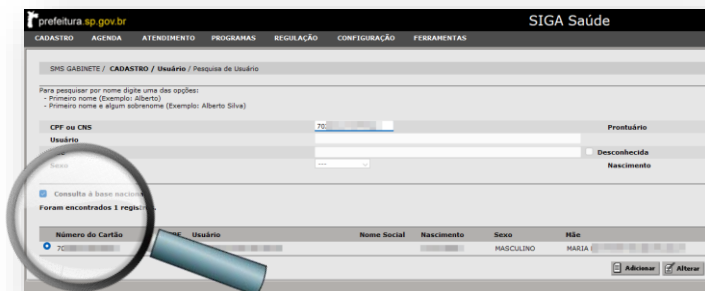 prefeitura.sp.gov.br
SIGA Saúde
CADASTRO AGENDA ATENDIMENTO PROGRAMAS REGULAÇÃO CONFIGURAÇÃO FERRAMENTAS
SMS GABINETE / CADASTRO / Usuário / Pesquisa de Usuário
Para pesquisar por nome digite uma das opções:
- Primeiro nome (Exemplo: Alberto)
- Primeiro nome e algum sobrenome (Exemplo: Alberto Silva)
CPF ou CNS 70 Prontuário
Usuário
Desconhecida
Sexo ---- Nascimento
Consulta à base nacional
Foram encontrados 1 registros.
Número do Cartão Usuário Nome Social Nascimento Sexo Mãe
70 MASCULINO MARIA
Adicionar Alterar